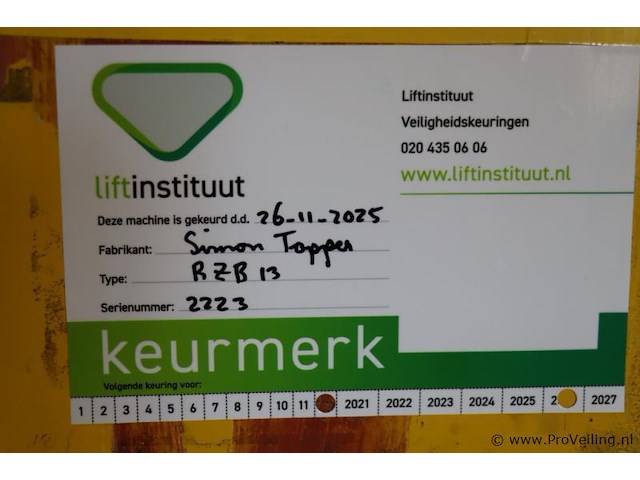 Liftinstituut
Veiligheidskeuringen
020 435 06 06
www.liftinstituut.nl
liftinstituut
Deze machine is gekeurd d.d. 26-11-2025
Fabrikant: Simon Topper
Type: RZB 13
Serienummer: 2223
keurmerk
Volgende keuring voor:
1 2 3 4 5 6 7 8 9 10 11 2021 2022 2023 2024 2025 2 2027
© www.ProVeiling.nl